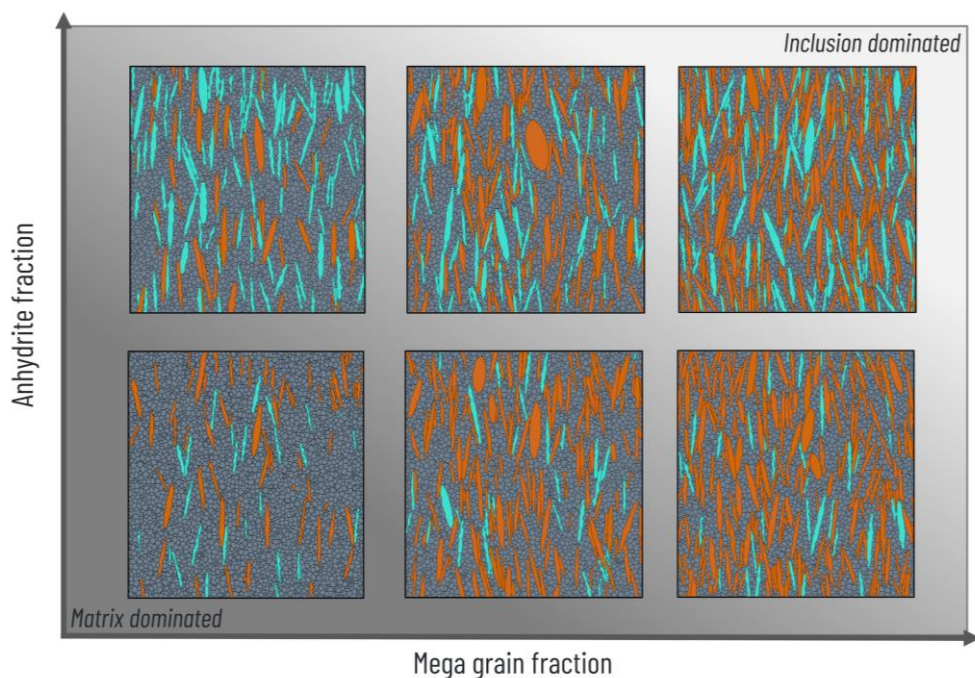 Inclusion dominated
Anhydrite fraction
Matrix dominated
Mega grain fraction